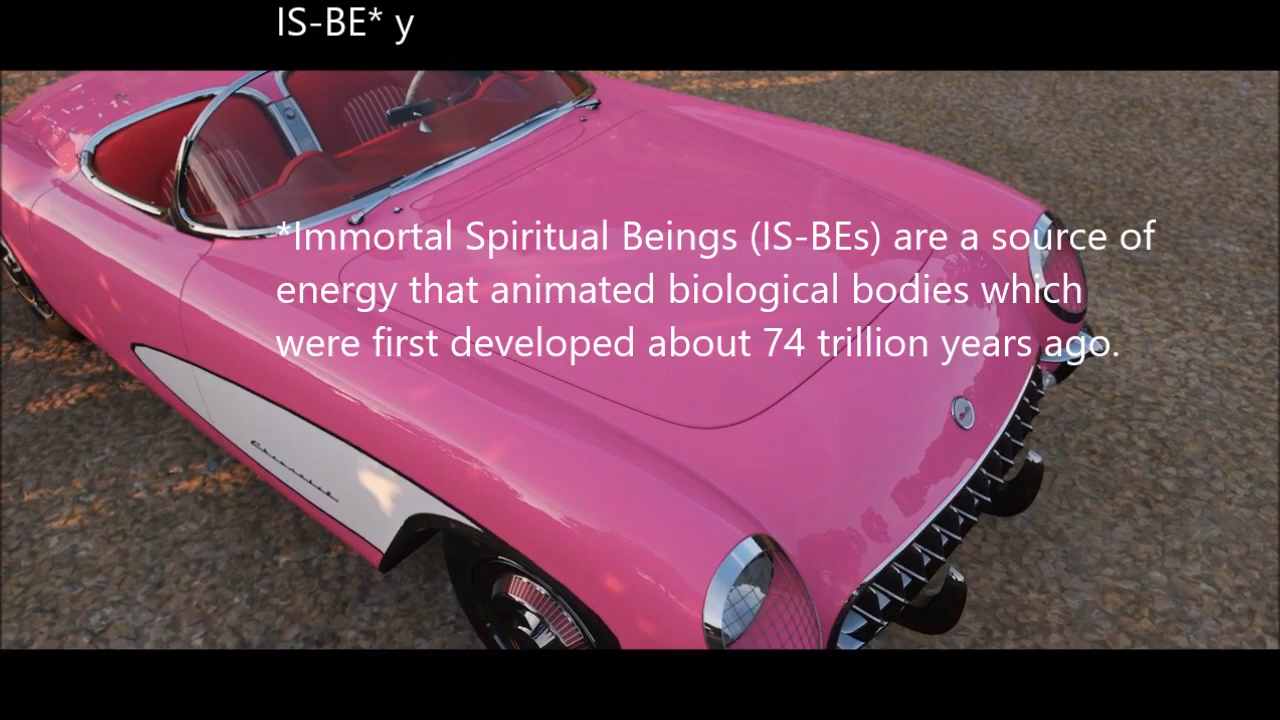 IS-BE* y
*Immortal Spiritual Beings (IS-BEs) are a source of
energy that animated biological bodies which
were first developed about 74 trillion years ago.
Chevrolet